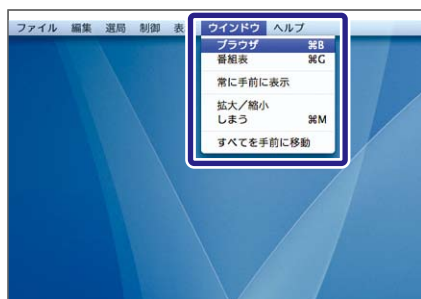 ファイル 編集 選局 制御 表 ウインドウ ヘルプ
ブラウザ ⌘B
番組表 ⌘G
常に手前に表示
拡大／縮小
しまう ⌘M
すべてを手前に移動